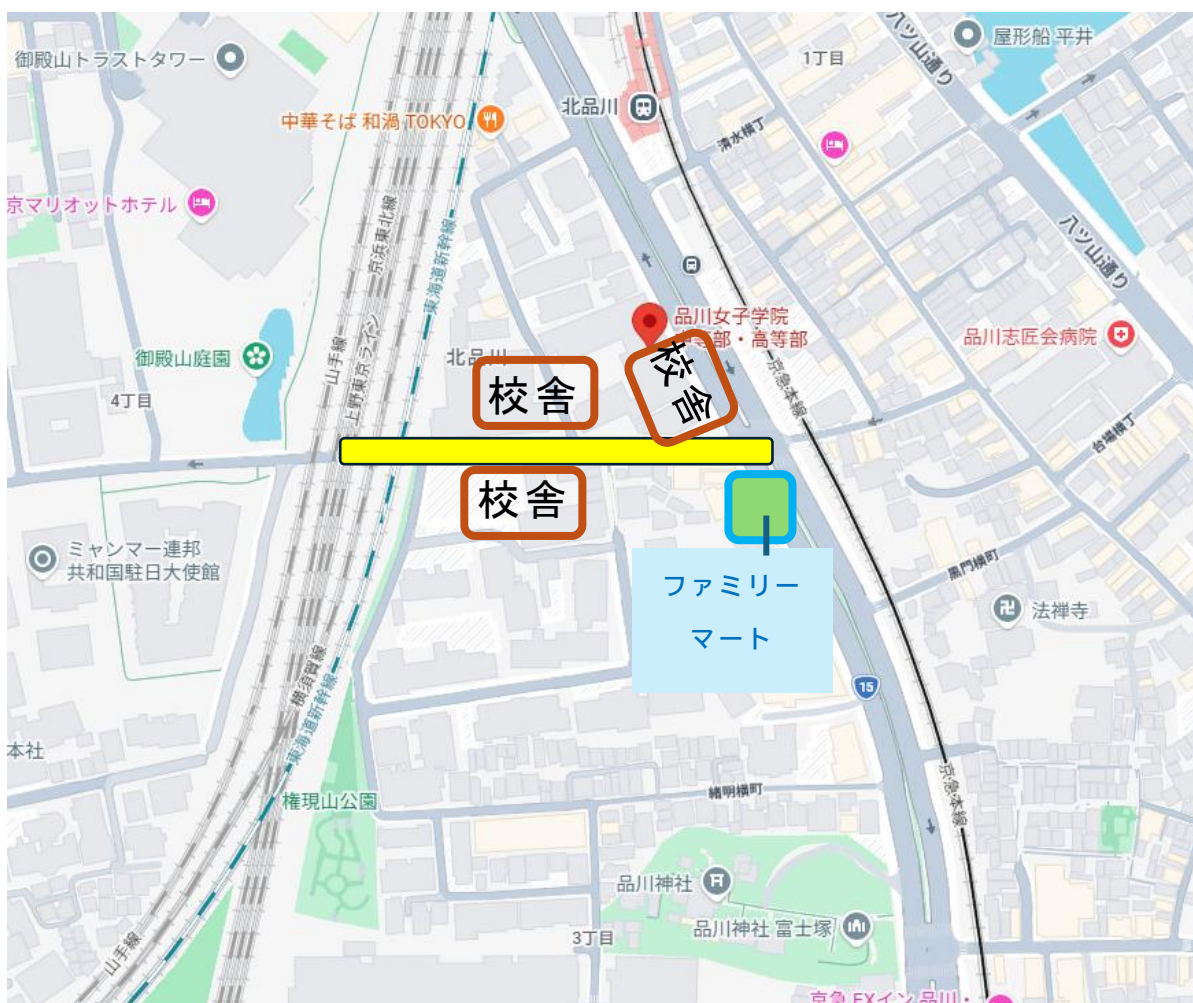 御殿山トラストタワー
屋形船 平井
八ツ山通り
1丁目
北品川
中華そば 和渦 TOKYO
清水横丁
京マリオットホテル
京浜東北線
東海道新幹線
八ツ山通り
品川女子学院
中等部・高等部
品川志匠会病院
御殿山庭園
山手線
上野東京ライン
北品川
校舎
校舎
京急本線
4丁目
台場横丁
校舎
ミャンマー連邦
共和国駐日大使館
黒門横町
ファミリー
マート
法禅寺
横須賀線
東海道新幹線
15
本社
権現山公園
緒明横町
京急本線
品川神社
品川神社 富士塚
3丁目
山手線
京急 EXイン 品川・